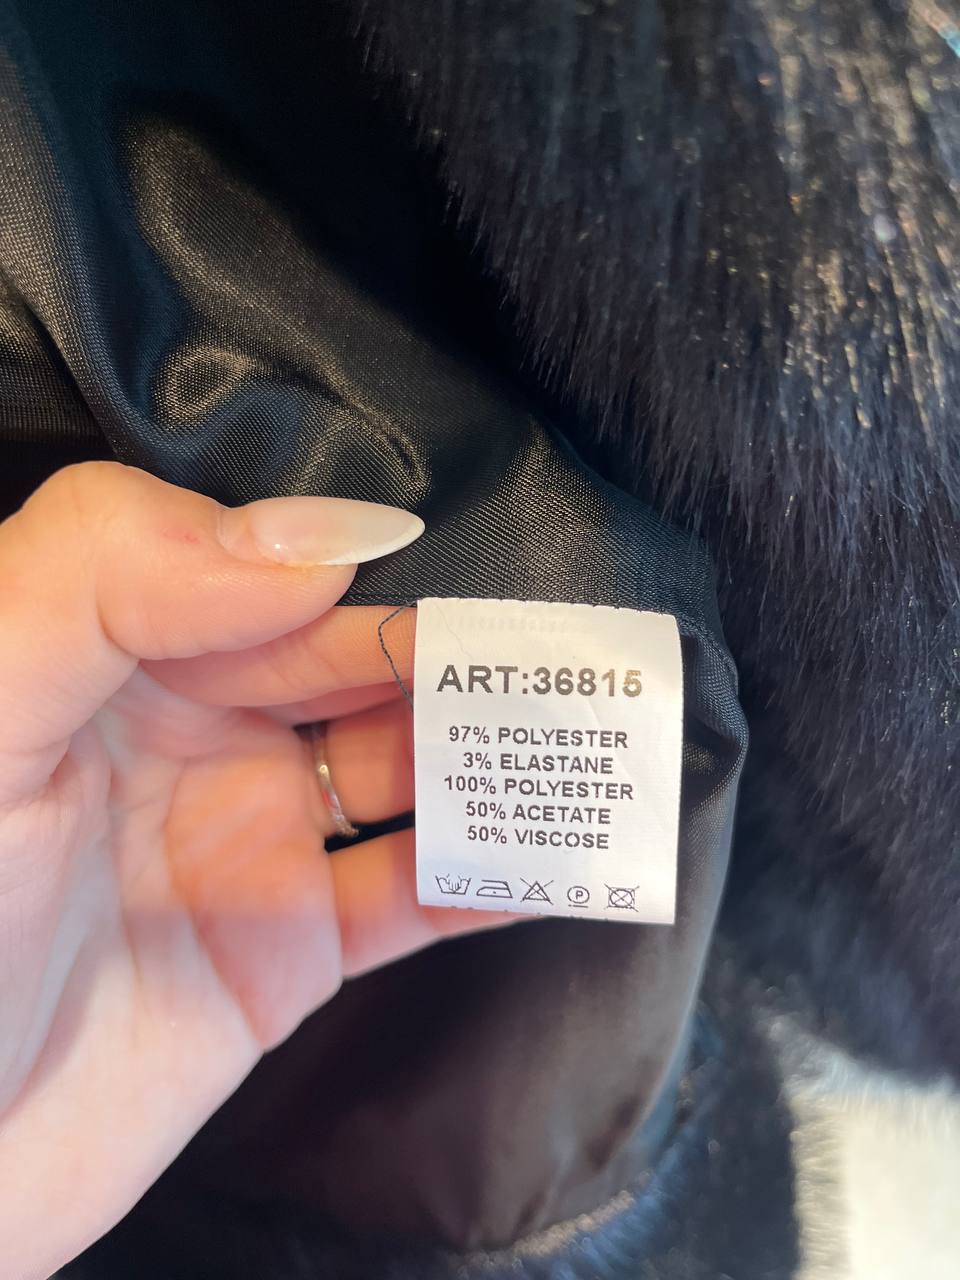 ART:36815
97% POLYESTER
3% ELASTANE
100% POLYESTER
50% ACETATE
50% VISCOSE
P